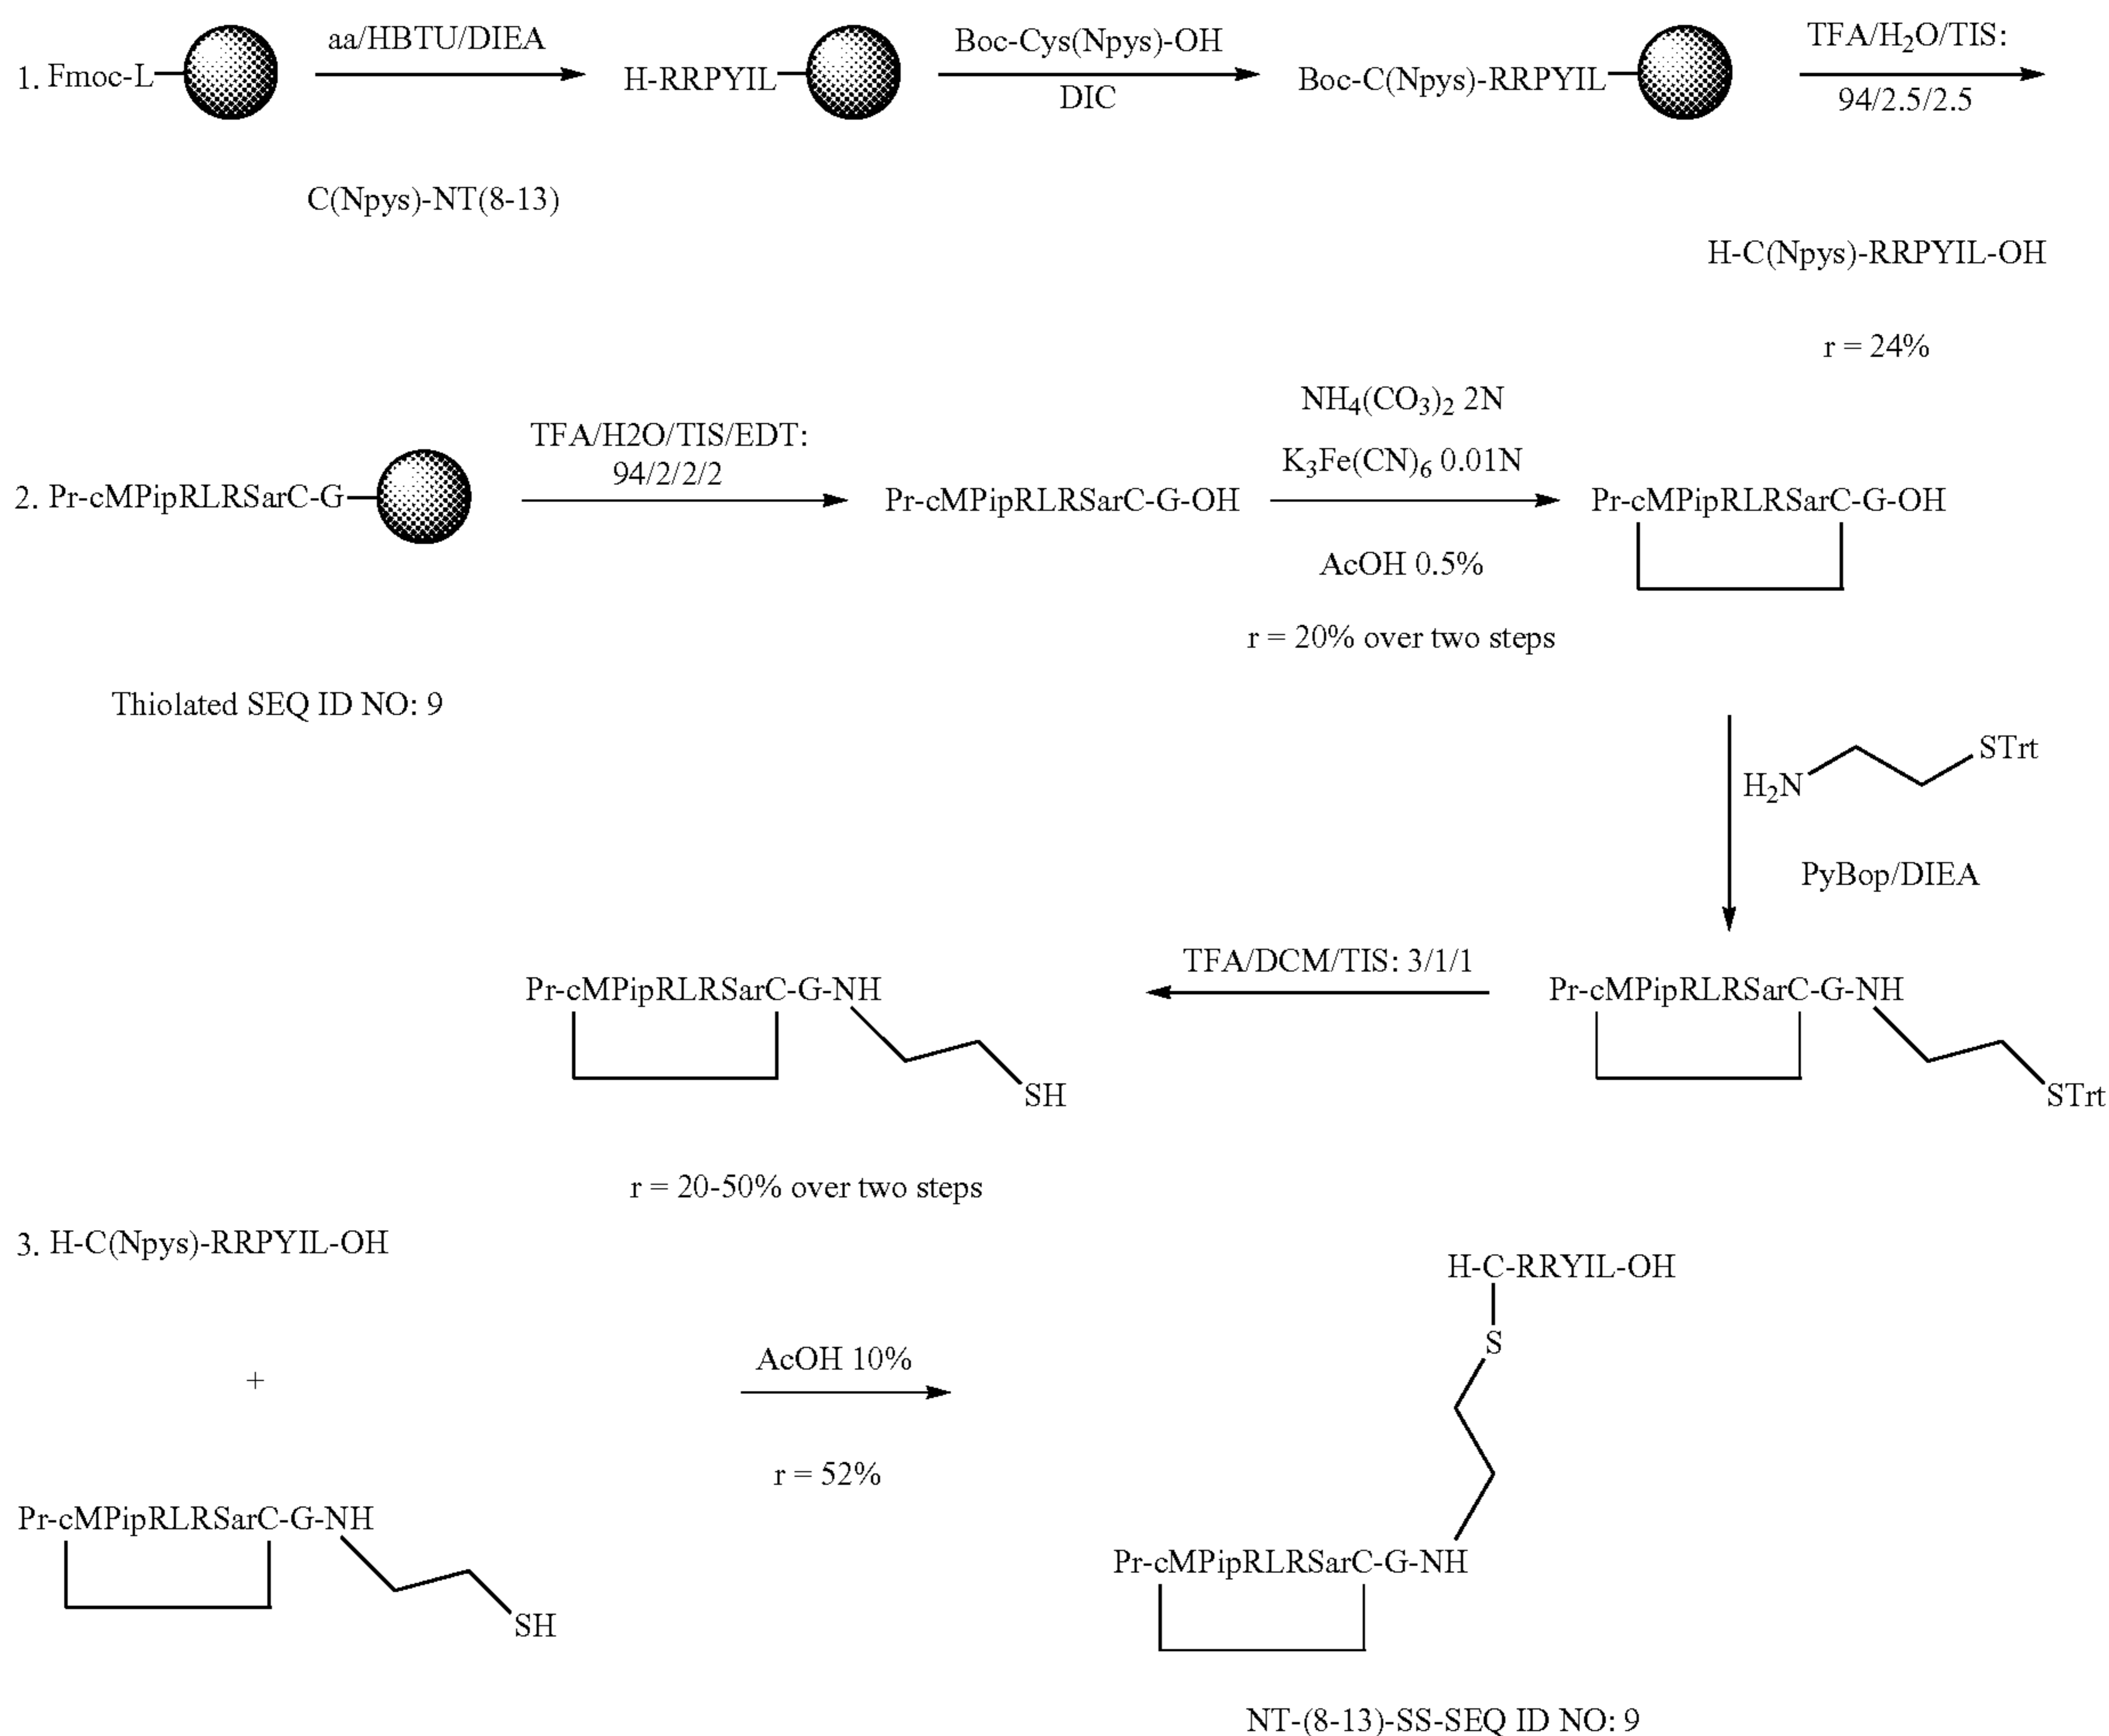 1. Fmoc-L
aa/HBTU/DIEA
H-RRPYIL
Boc-Cys(Npys)-OH
DIC
Boc-C(Npys)-RRPYIL
TFA/H2O/TIS:
94/2.5/2.5
C(Npys)-NT(8-13)
H-C(Npys)-RRPYIL-OH
r = 24%
2. Pr-cMPipRLRSarC-G
TFA/H2O/TIS/EDT:
94/2/2/2
Pr-cMPipRLRSarC-G-OH
NH4(CO3)2 2N
K3Fe(CN)6 0.01N
AcOH 0.5%
r = 20% over two steps
Pr-cMPipRLRSarC-G-OH
Thiolated SEQ ID NO: 9
H2N
STrt
PyBop/DIEA
Pr-cMPipRLRSarC-G-NH
STrt
TFA/DCM/TIS: 3/1/1
Pr-cMPipRLRSarC-G-NH
SH
r = 20-50% over two steps
3. H-C(Npys)-RRPYIL-OH
+
Pr-cMPipRLRSarC-G-NH
SH
AcOH 10%
r = 52%
H-C-RRYIL-OH
S
Pr-cMPipRLRSarC-G-NH
NT-(8-13)-SS-SEQ ID NO: 9